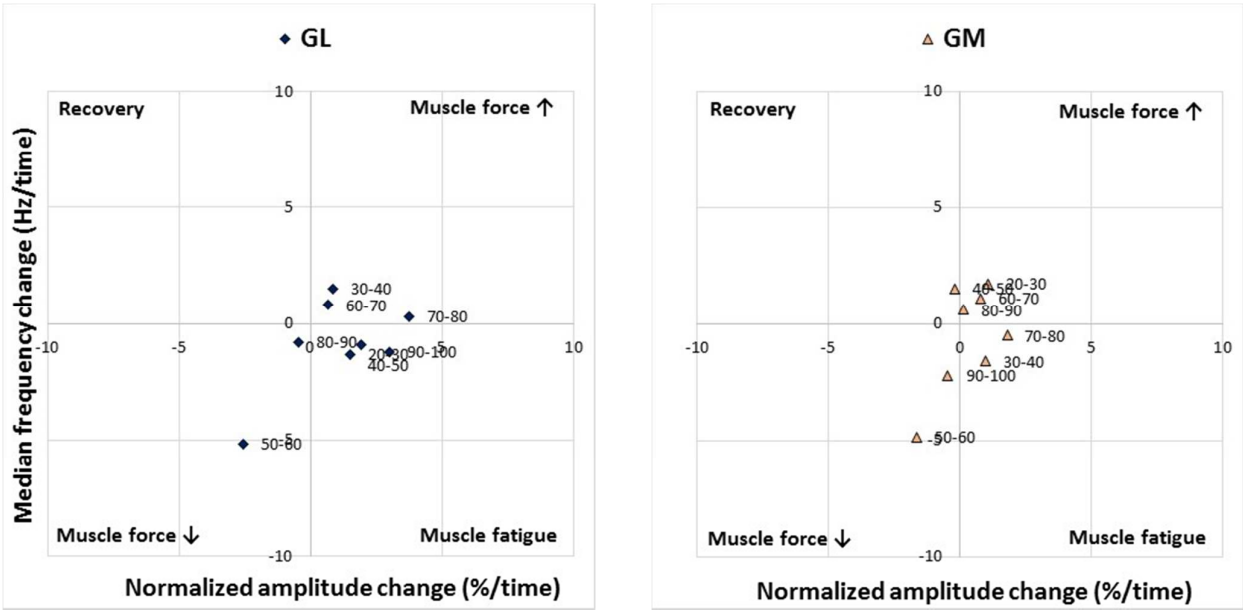 GL
Median frequency change (Hz/time)
10
5
0
-5
-10
-10
-5
0
5
10
Recovery
Muscle force ↑
30-40
60-70
70-80
80-90
20-30
90-100
40-50
50-60
Muscle force ↓
Muscle fatigue
Normalized amplitude change (%/time)
GM
10
5
0
-5
-10
-10
-5
0
5
10
Recovery
Muscle force ↑
20-30
40-50
60-70
80-90
70-80
30-40
90-100
50-60
Muscle force ↓
Muscle fatigue
Normalized amplitude change (%/time)